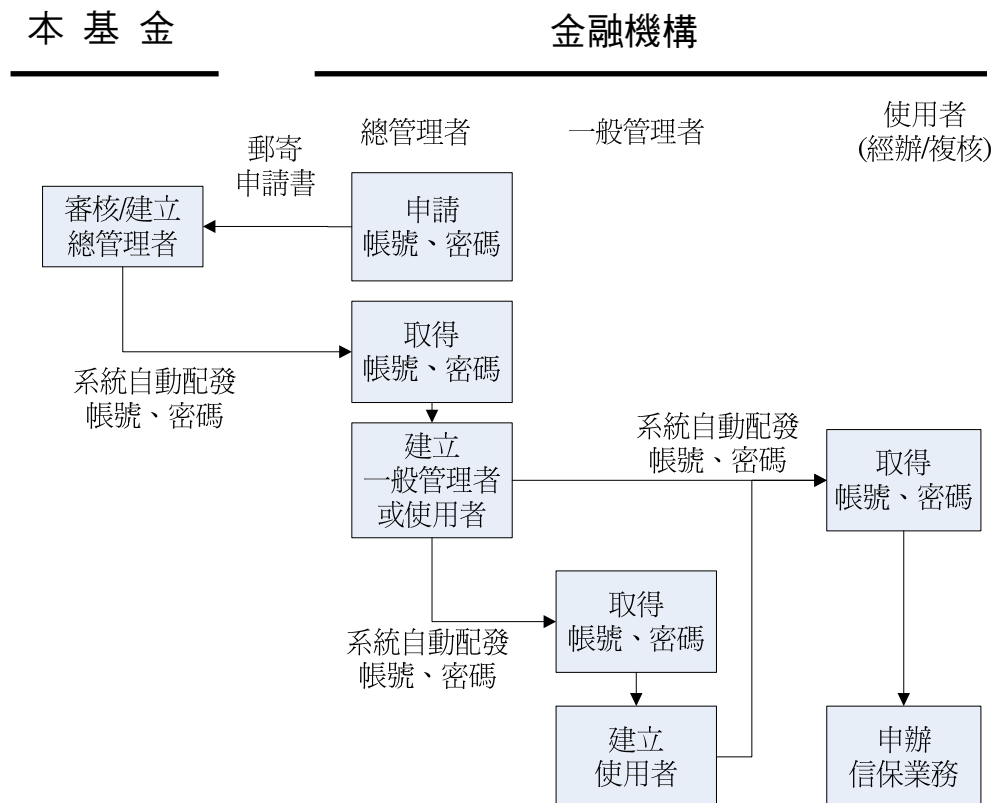 本 基 金
金融機構
總管理者
一般管理者
使用者
(經辦/複核)
郵寄
申請書
審核/建立
總管理者
申請
帳號、密碼
取得
帳號、密碼
系統自動配發
帳號、密碼
建立
一般管理者
或使用者
系統自動配發
帳號、密碼
取得
帳號、密碼
系統自動配發
帳號、密碼
取得
帳號、密碼
建立
使用者
申辦
信保業務